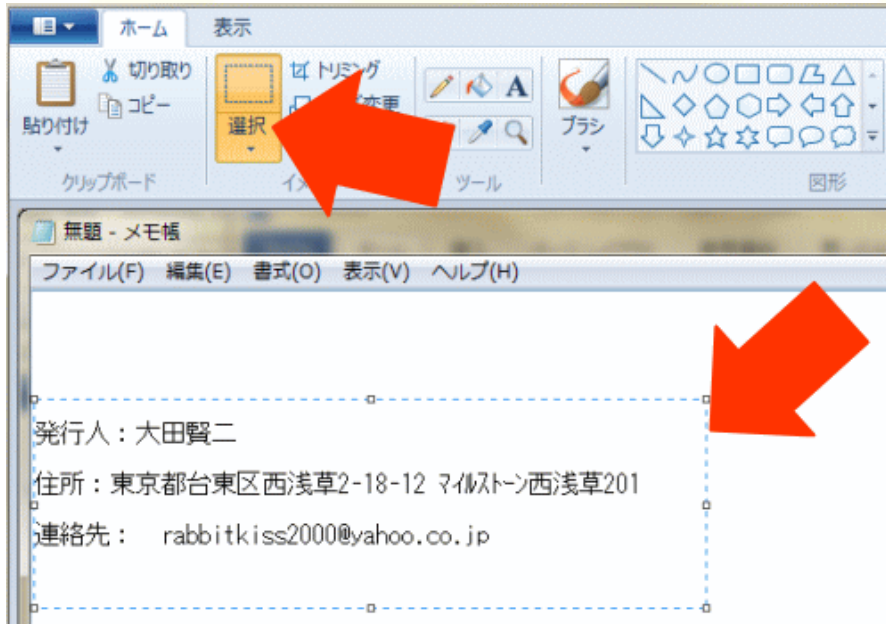 ホーム 表示
切り取り
コピー
貼り付け
クリップボード
選択
トリミング
変更
A
ツール
ブラシ
図形
無題 - メモ帳
ファイル(F) 編集(E) 書式(O) 表示(V) ヘルプ(H)
発行人：大田賢二
住所：東京都台東区西浅草2-18-12 ﾏｲﾙｽﾄｰﾝ西浅草201
連絡先： rabbitkiss2000@yahoo.co.jp